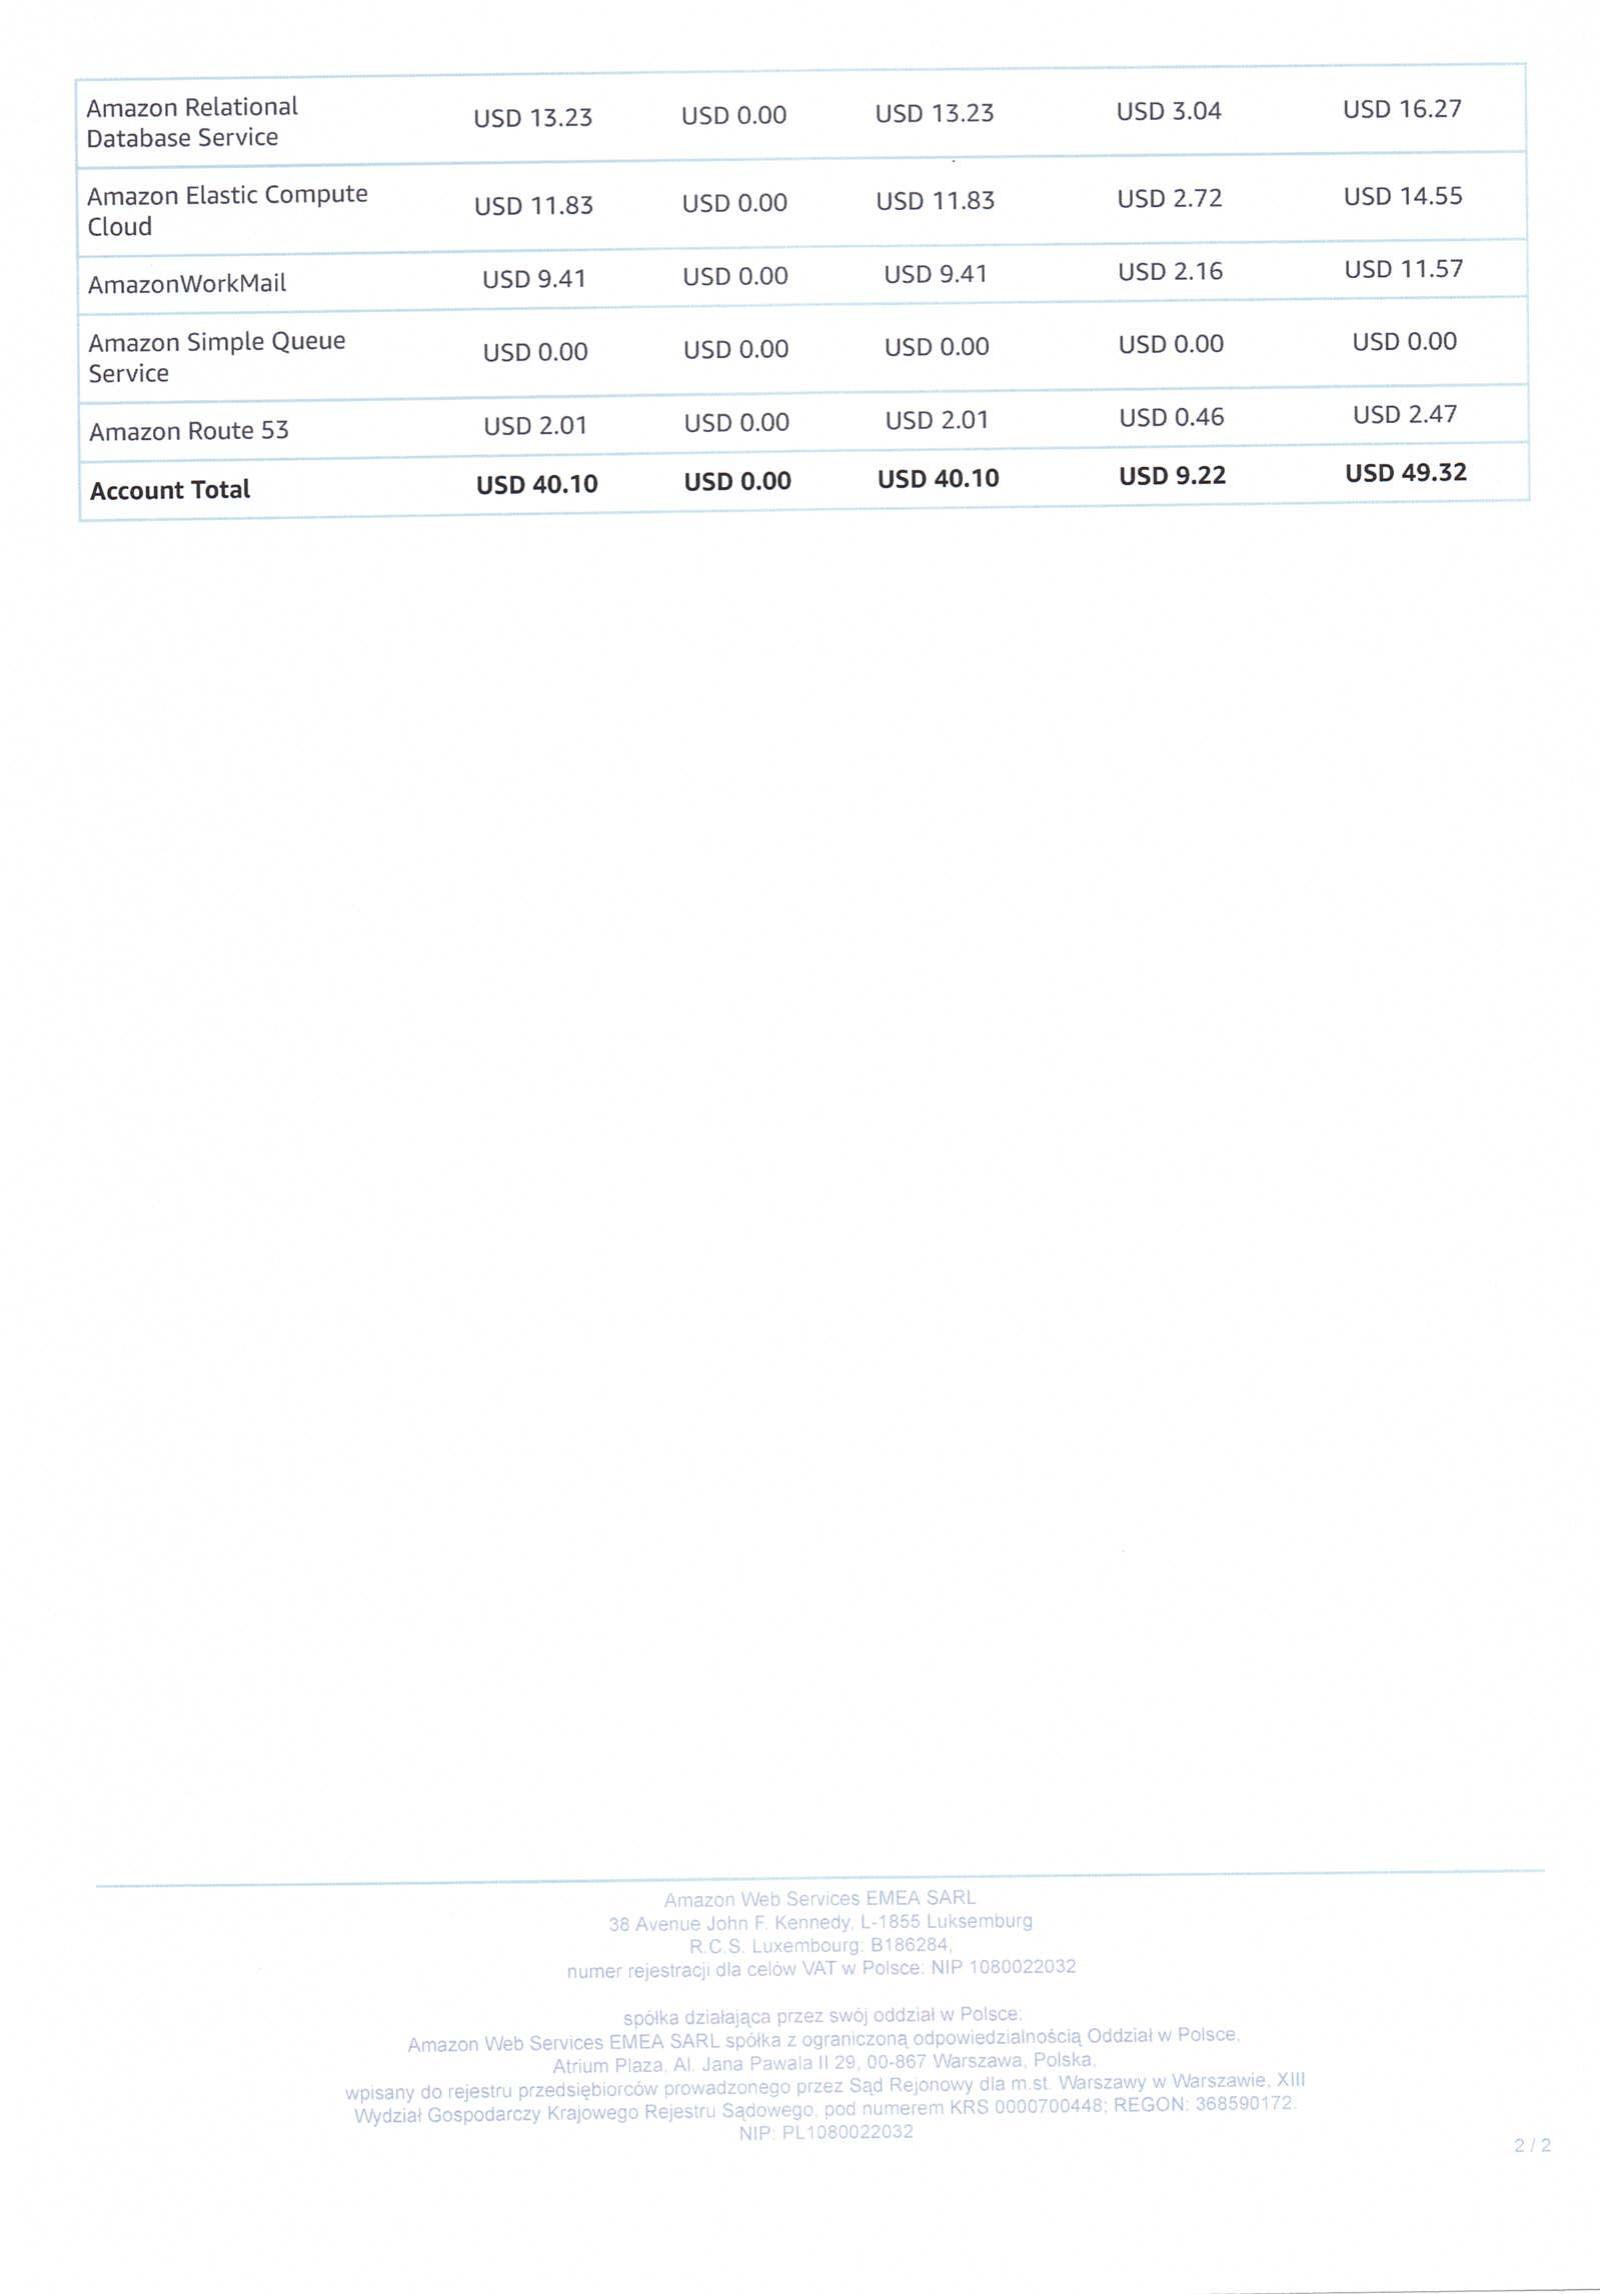 Amazon Relational
Database Service
USD 13.23 USD 0.00 USD 13.23 USD 3.04 USD 16.27
Amazon Elastic Compute
Cloud
USD 11.83 USD 0.00 USD 11.83 USD 2.72 USD 14.55
AmazonWorkMail USD 9.41 USD 0.00 USD 9.41 USD 2.16 USD 11.57
Amazon Simple Queue
Service
USD 0.00 USD 0.00 USD 0.00 USD 0.00 USD 0.00
Amazon Route 53 USD 2.01 USD 0.00 USD 2.01 USD 0.46 USD 2.47
Account Total USD 40.10 USD 0.00 USD 40.10 USD 9.22 USD 49.32
Amazon Web Services EMEA SARL
38 Avenue John F. Kennedy, L-1855 Luksemburg
R.C.S. Luxembourg: B186284,
numer rejestracji dla celów VAT w Polsce: NIP 1080022032
spółka działająca przez swój oddział w Polsce:
Amazon Web Services EMEA SARL spółka z ograniczoną odpowiedzialnością Oddział w Polsce,
Atrium Plaza, Al. Jana Pawala II 29, 00-867 Warszawa, Polska,
wpisany do rejestru przedsiębiorców prowadzonego przez Sąd Rejonowy dla m.st. Warszawy w Warszawie, XIII
Wydział Gospodarczy Krajowego Rejestru Sądowego, pod numerem KRS 0000700448; REGON: 368590172.
NIP: PL1080022032
2 / 2